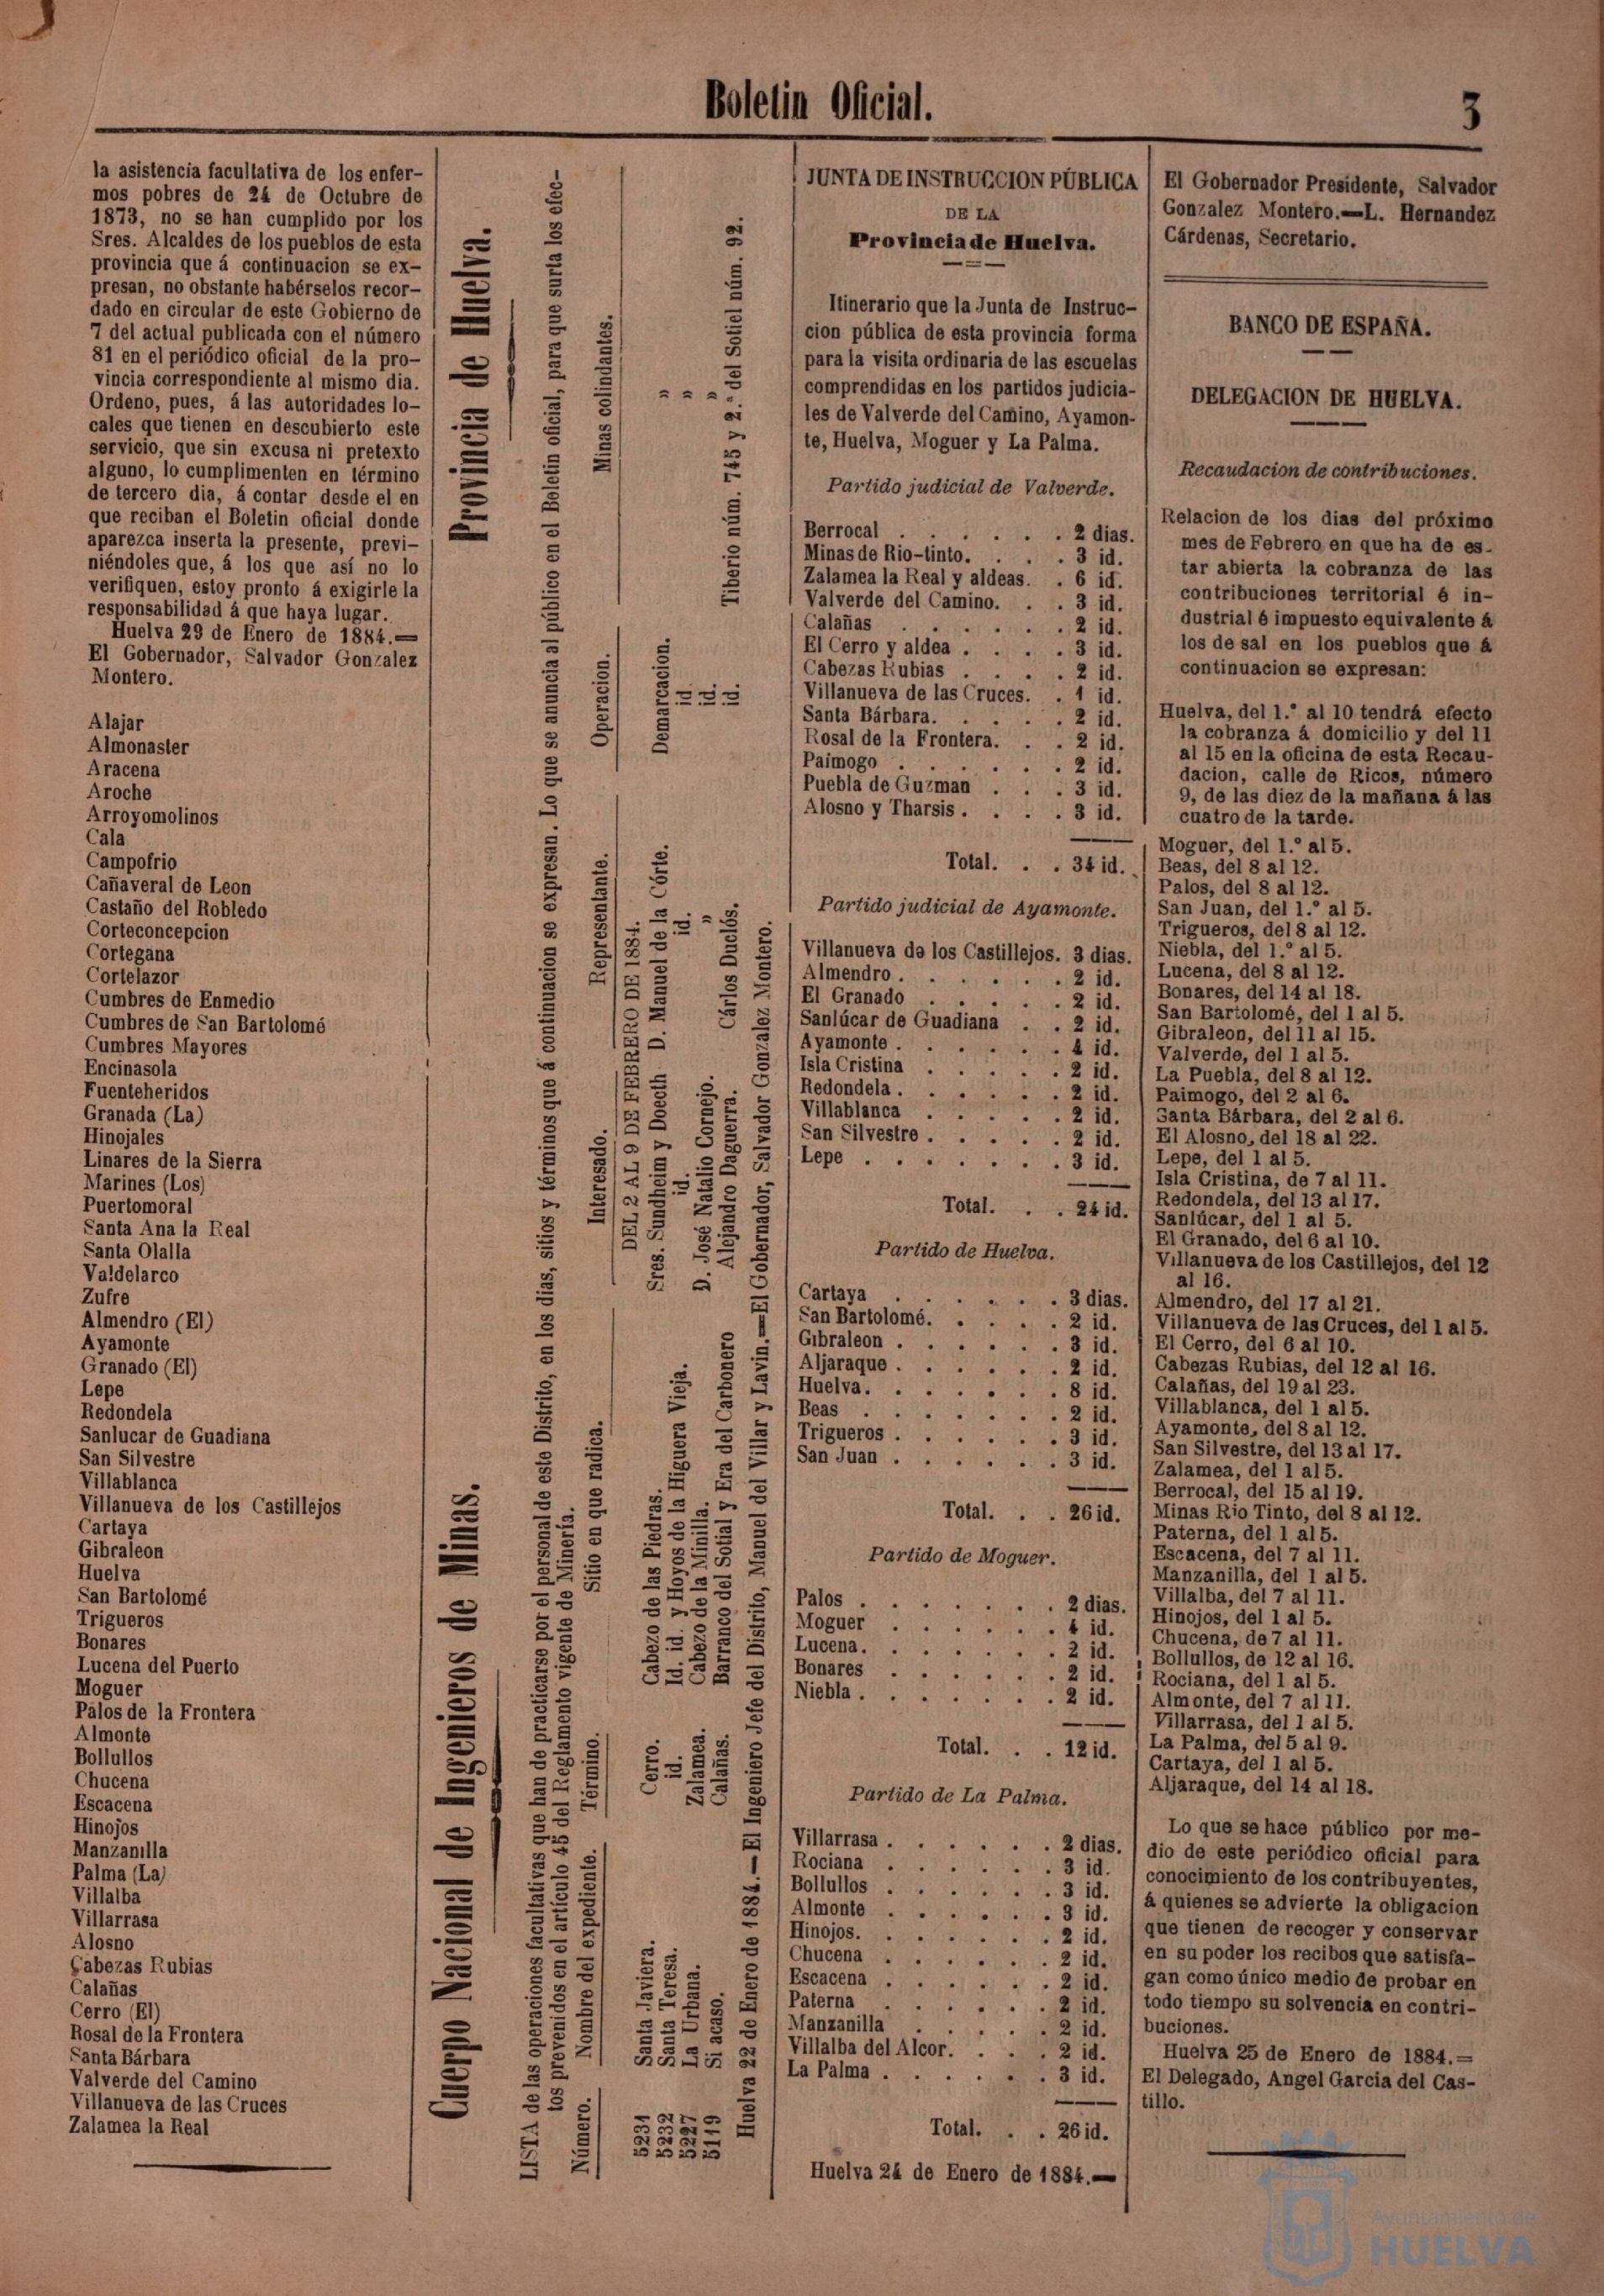 Boletin Oficial.
3
la asistencia facultativa de los enfer-
mos pobres de 24 de Octubre de
1873, no se han cumplido por los
Sres. Alcaldes de los pueblos de esta
provincia que á continuacion se ex-
presan, no obstante habérselos recor-
dado en circular de este Gobierno de
7 del actual publicada con el número
81 en el periódico oficial de la pro-
vincia correspondiente al mismo dia.
Ordeno, pues, á las autoridades lo-
cales que tienen en descubierto este
servicio, que sin excusa ni pretexto
alguno, lo cumplimenten en término
de tercero dia, á contar desde el en
que reciban el Boletin oficial donde
aparezca inserta la presente, previ-
niéndoles que, á los que así no lo
verifiquen, estoy pronto á exigirle la
responsabilidad á que haya lugar.
Huelva 29 de Enero de 1884.—
El Gobernador, Salvador Gonzalez
Montero.
Alajar
Almonaster
Aracena
Aroche
Arroyomolinos
Cala
Campofrio
Cañaveral de Leon
Castaño del Robledo
Corteconcepcion
Cortegana
Cortelazor
Cumbres de Enmedio
Cumbres de San Bartolomé
Cumbres Mayores
Encinasola
Fuenteheridos
Granada (La)
Hinojales
Linares de la Sierra
Marines (Los)
Puertomoral
Santa Ana la Real
Santa Olalla
Valdelarco
Zufre
Almendro (El)
Ayamonte
Granado (El)
Lepe
Redondela
Sanlucar de Guadiana
San Silvestre
Villablanca
Villanueva de los Castillejos
Cartaya
Gibraleon
Huelva
San Bartolomé
Trigueros
Bonares
Lucena del Puerto
Moguer
Palos de la Frontera
Almonte
Bollullos
Chucena
Escacena
Hinojos
Manzanilla
Palma (La)
Villalba
Villarrasa
Alosno
Cabezas Rubias
Calañas
Cerro (El)
Rosal de la Frontera
Santa Bárbara
Valverde del Camino
Villanueva de las Cruces
Zalamea la Real
Cuerpo Nacional de Ingenieros de Minas. Provincia de Huelva.
LISTA de las operaciones facultativas que han de practicarse por el personal de este Distrito, en los dias, sitios y términos que á continuacion se expresan. Lo que se anuncia al público en el Boletin oficial, para que surta los efec-
tos prevenidos en el artículo 45 del Reglamento vigente de Minería.
Número. Nombre del expediente. Término. Sitio en que radica. Interesado. Representante. Operacion. Minas colindantes.
DEL 2 AL 9 DE FEBRERO DE 1884.
5231 Santa Javiera. Cerro. Cabezo de las Piedras. Sres. Sundheim y Doecth D. Manuel de la Córte. Demarcacion. »
5232 Santa Teresa. id. Id. id. y Hoyos de la Higuera Vieja. id. id. id. »
5227 La Urbana. Zalamea. Cabezo de la Minilla. D. José Natalio Cornejo. » id. »
5119 Si acaso. Calañas. Barranco del Sotial y Era del Carbonero Alejandro Daguerra. Cárlos Duclós. id. Tiberio núm. 745 y 2.ª del Sotiel núm. 92.
Huelva 22 de Enero de 1884.—El Ingeniero Jefe del Distrito, Manuel del Villar y Lavin.—El Gobernador, Salvador Gonzalez Montero.
JUNTA DE INSTRUCCION PÚBLICA
DE LA
Provincia de Huelva.
Itinerario que la Junta de Instruc-
cion pública de esta provincia forma
para la visita ordinaria de las escuelas
comprendidas en los partidos judicia-
les de Valverde del Camino, Ayamon-
te, Huelva, Moguer y La Palma.
Partido judicial de Valverde.
Berrocal . . . . . . 2 dias.
Minas de Rio-tinto. . . . 3 id.
Zalamea la Real y aldeas. . 6 id.
Valverde del Camino. . . 3 id.
Calañas . . . . . . 2 id.
El Cerro y aldea . . . . 3 id.
Cabezas Rubias . . . . 2 id.
Villanueva de las Cruces. . 1 id.
Santa Bárbara. . . . . 2 id.
Rosal de la Frontera. . . 2 id.
Paimogo . . . . . . 2 id.
Puebla de Guzman . . . 3 id.
Alosno y Tharsis . . . . 3 id.
Total. . . 34 id.
Partido judicial de Ayamonte.
Villanueva de los Castillejos. 3 dias.
Almendro . . . . . . 2 id.
El Granado . . . . . 2 id.
Sanlúcar de Guadiana . . 2 id.
Ayamonte . . . . . . 4 id.
Isla Cristina . . . . . 2 id.
Redondela . . . . . . 2 id.
Villablanca . . . . . 2 id.
San Silvestre . . . . . 2 id.
Lepe . . . . . . . 3 id.
Total. . . 24 id.
Partido de Huelva.
Cartaya . . . . . . 3 dias.
San Bartolomé. . . . . 2 id.
Gibraleon . . . . . . 3 id.
Aljaraque . . . . . . 2 id.
Huelva. . . . . . . 8 id.
Beas . . . . . . . 2 id.
Trigueros . . . . . . 3 id.
San Juan . . . . . . 3 id.
Total. . . 26 id.
Partido de Moguer.
Palos . . . . . . . 2 dias.
Moguer . . . . . . 4 id.
Lucena. . . . . . . 2 id.
Bonares . . . . . . 2 id.
Niebla . . . . . . . 2 id.
Total. . . 12 id.
Partido de La Palma.
Villarrasa . . . . . . 2 dias.
Rociana . . . . . . 3 id.
Bollullos . . . . . . 3 id.
Almonte . . . . . . 3 id.
Hinojos. . . . . . . 2 id.
Chucena . . . . . . 2 id.
Escacena . . . . . . 2 id.
Paterna . . . . . . 2 id.
Manzanilla . . . . . 2 id.
Villalba del Alcor. . . . 2 id.
La Palma . . . . . . 3 id.
Total. . . 26 id.
Huelva 24 de Enero de 1884.—
El Gobernador Presidente, Salvador
Gonzalez Montero.—L. Hernandez
Cárdenas, Secretario.
BANCO DE ESPAÑA.
DELEGACION DE HUELVA.
Recaudacion de contribuciones.
Relacion de los dias del próximo
mes de Febrero en que ha de es-
tar abierta la cobranza de las
contribuciones territorial é in-
dustrial é impuesto equivalente á
los de sal en los pueblos que á
continuacion se expresan:
Huelva, del 1.º al 10 tendrá efecto
la cobranza á domicilio y del 11
al 15 en la oficina de esta Recau-
dacion, calle de Ricos, número
9, de las diez de la mañana á las
cuatro de la tarde.
Moguer, del 1.º al 5.
Beas, del 8 al 12.
Palos, del 8 al 12.
San Juan, del 1.º al 5.
Trigueros, del 8 al 12.
Niebla, del 1.º al 5.
Lucena, del 8 al 12.
Bonares, del 14 al 18.
San Bartolomé, del 1 al 5.
Gibraleon, del 11 al 15.
Valverde, del 1 al 5.
La Puebla, del 8 al 12.
Paimogo, del 2 al 6.
Santa Bárbara, del 2 al 6.
El Alosno, del 18 al 22.
Lepe, del 1 al 5.
Isla Cristina, de 7 al 11.
Redondela, del 13 al 17.
Sanlúcar, del 1 al 5.
El Granado, del 6 al 10.
Villanueva de los Castillejos, del 12
al 16.
Almendro, del 17 al 21.
Villanueva de las Cruces, del 1 al 5.
El Cerro, del 6 al 10.
Cabezas Rubias, del 12 al 16.
Calañas, del 19 al 23.
Villablanca, del 1 al 5.
Ayamonte, del 8 al 12.
San Silvestre, del 13 al 17.
Zalamea, del 1 al 5.
Berrocal, del 15 al 19.
Minas Rio Tinto, del 8 al 12.
Paterna, del 1 al 5.
Escacena, del 7 al 11.
Manzanilla, del 1 al 5.
Villalba, del 7 al 11.
Hinojos, del 1 al 5.
Chucena, de 7 al 11.
Bollullos, de 12 al 16.
Rociana, del 1 al 5.
Almonte, del 7 al 11.
Villarrasa, del 1 al 5.
La Palma, del 5 al 9.
Cartaya, del 1 al 5.
Aljaraque, del 14 al 18.
Lo que se hace público por me-
dio de este periódico oficial para
conocimiento de los contribuyentes,
á quienes se advierte la obligacion
que tienen de recoger y conservar
en su poder los recibos que satisfa-
gan como único medio de probar en
todo tiempo su solvencia en contri-
buciones.
Huelva 25 de Enero de 1884.=
El Delegado, Angel Garcia del Cas-
tillo.
Ayuntamiento de
HUELVA